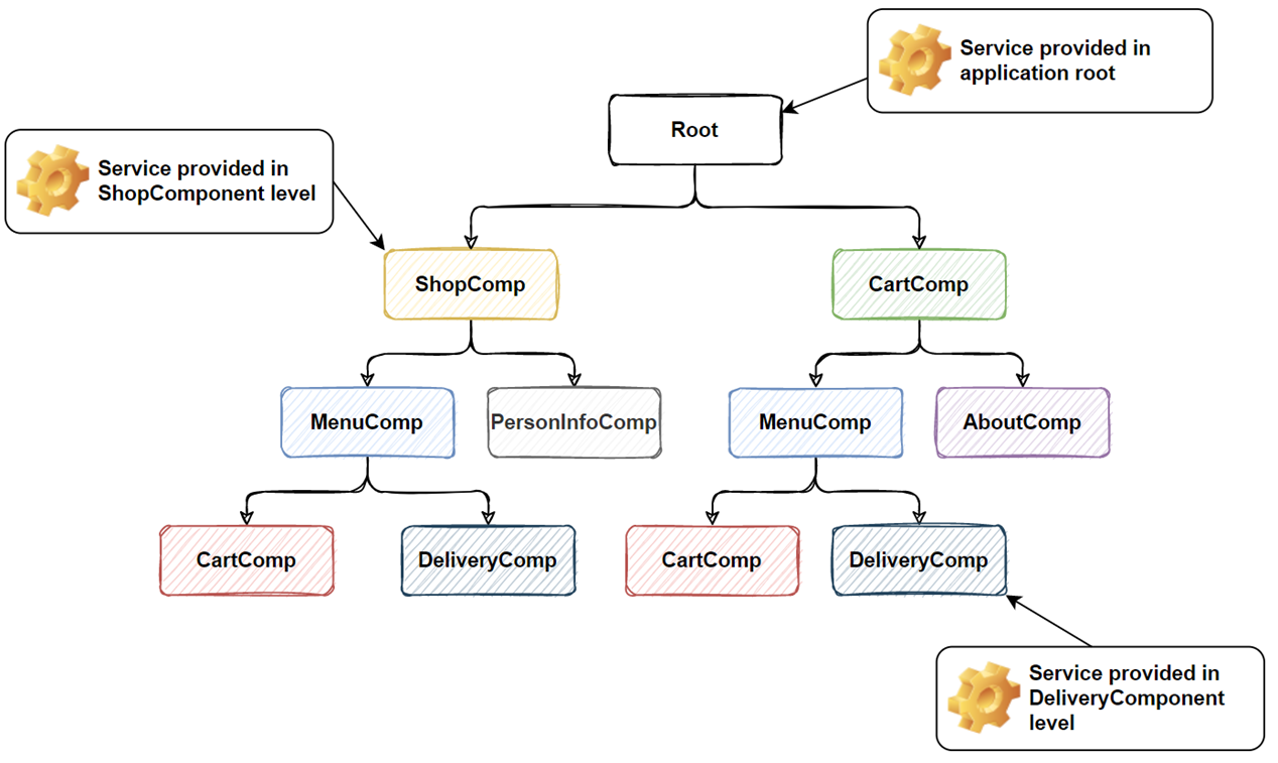 Service provided in
application root
Root
Service provided in
ShopComponent level
ShopComp
CartComp
MenuComp
PersonInfoComp
MenuComp
AboutComp
CartComp
DeliveryComp
CartComp
DeliveryComp
Service provided in
DeliveryComponent
level